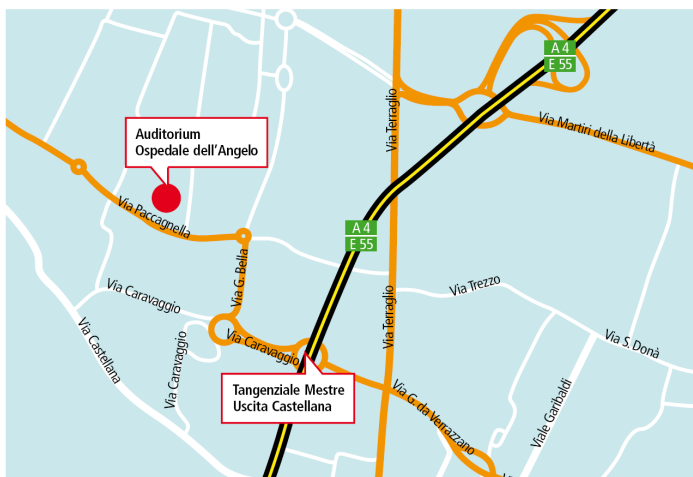 A 4
E 55
Via Terraglio
Via Martiri della Libertà
Auditorium
Ospedale dell'Angelo
Via Paccagnella
A 4
E 55
Via G. Bella
Via Caravaggio
Via Trezzo
Via Terraglio
Via Castellana
Via Caravaggio
Via Caravaggio
Via S. Donà
Tangenziale Mestre
Uscita Castellana
Via G. da Verrazzano
Viale Garibaldi